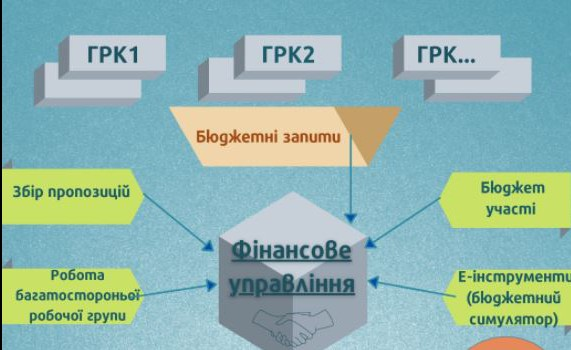 ГРК1
ГРК2
ГРК...
Бюджетні запити
Збір пропозицій
Бюджет
участі
Фінансове
управління
Робота
багатосторонньої
робочої групи
Е-інструменти
(бюджетний
симулятор)